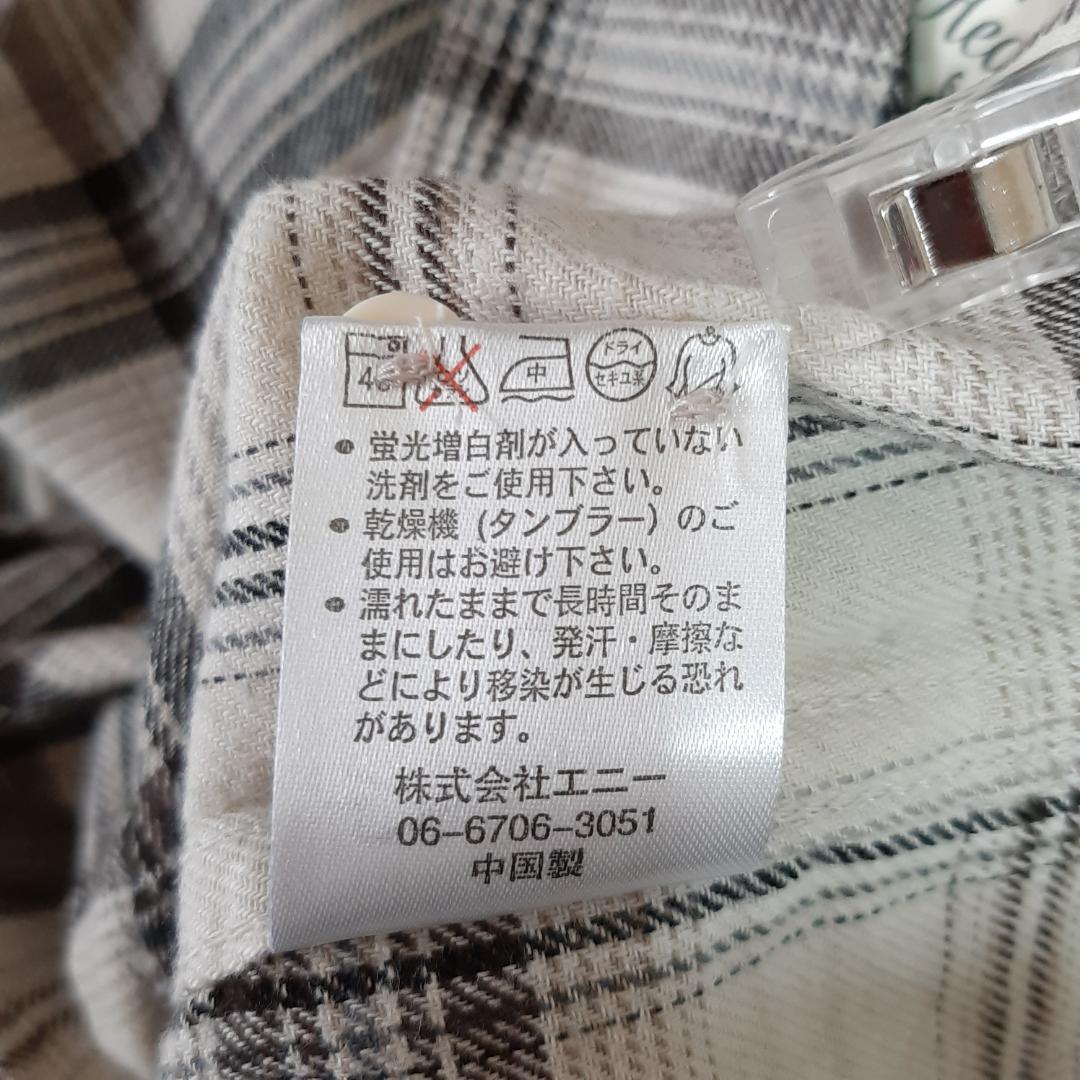 中
ドライ
セキユ系
● 蛍光増白剤が入っていない
洗剤をご使用下さい。
● 乾燥機 (タンブラー) のご
使用はお避け下さい。
● 濡れたままで長時間そのま
まにしたり、発汗・摩擦な
どにより移染が生じる恐れ
があります。
株式会社エニー
06-6706-3051
中国製